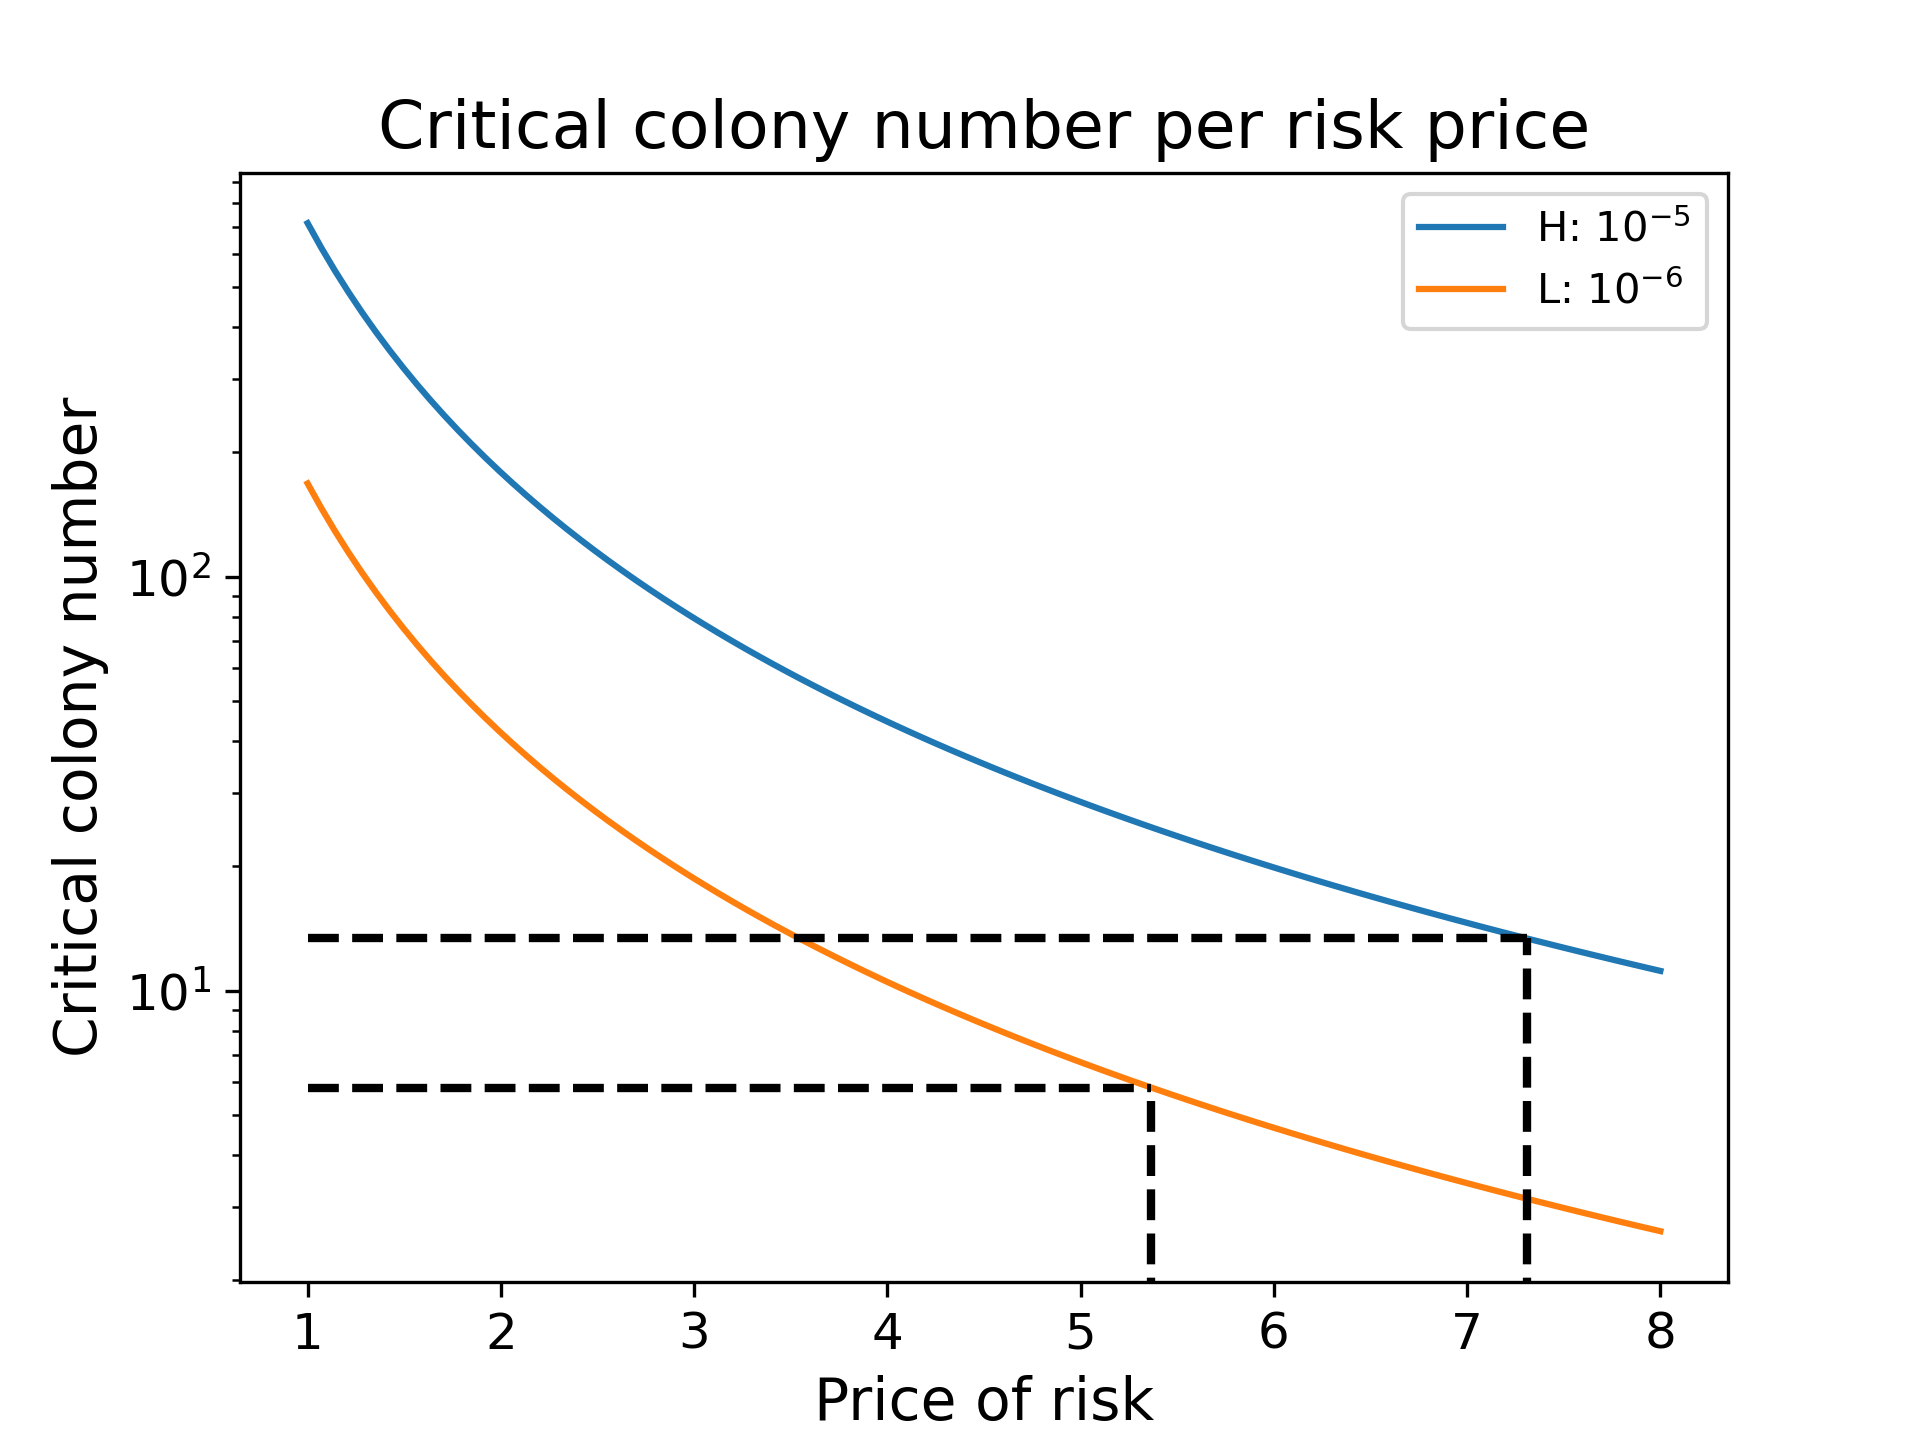 Critical colony number per risk price
H: 10⁻⁵
L: 10⁻⁶
Critical colony number
10²
10¹
1 2 3 4 5 6 7 8
Price of risk